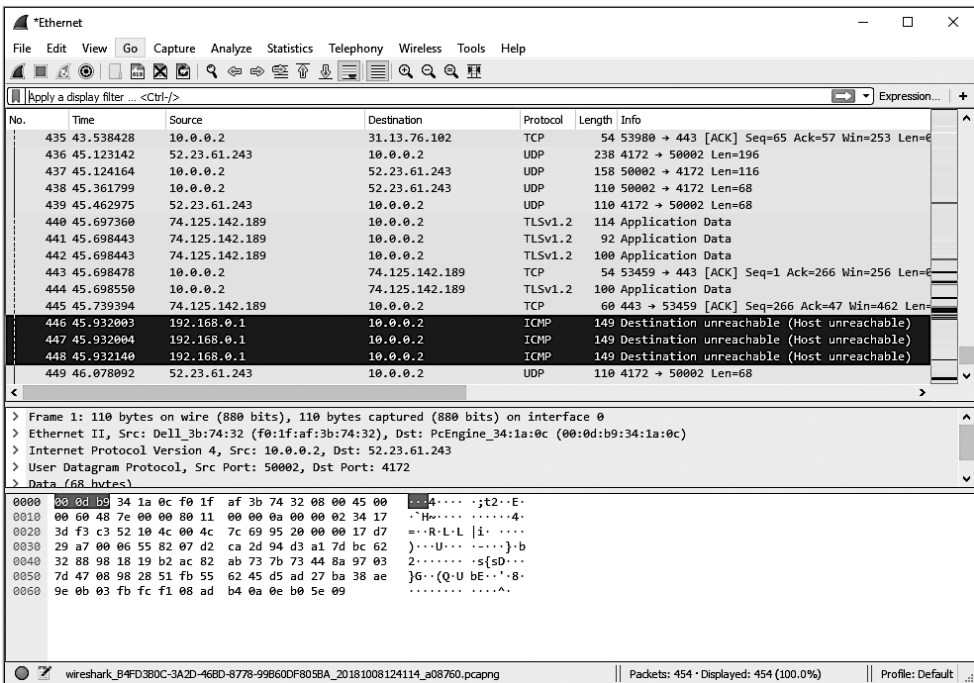 *Ethernet
File Edit View Go Capture Analyze Statistics Telephony Wireless Tools Help
Apply a display filter ... <Ctrl-/> Expression... +
No. Time Source Destination Protocol Length Info
435 43.538428 10.0.0.2 31.13.76.102 TCP 54 53980 → 443 [ACK] Seq=65 Ack=57 Win=253 Len=0
436 45.123142 52.23.61.243 10.0.0.2 UDP 238 4172 → 50002 Len=196
437 45.124164 10.0.0.2 52.23.61.243 UDP 158 50002 → 4172 Len=116
438 45.361799 10.0.0.2 52.23.61.243 UDP 110 50002 → 4172 Len=68
439 45.462975 52.23.61.243 10.0.0.2 UDP 110 4172 → 50002 Len=68
440 45.697360 74.125.142.189 10.0.0.2 TLSv1.2 114 Application Data
441 45.698443 74.125.142.189 10.0.0.2 TLSv1.2 92 Application Data
442 45.698443 74.125.142.189 10.0.0.2 TLSv1.2 100 Application Data
443 45.698478 10.0.0.2 74.125.142.189 TCP 54 53459 → 443 [ACK] Seq=1 Ack=266 Win=256 Len=0
444 45.698550 10.0.0.2 74.125.142.189 TLSv1.2 100 Application Data
445 45.739394 74.125.142.189 10.0.0.2 TCP 60 443 → 53459 [ACK] Seq=266 Ack=47 Win=462 Len=
446 45.932003 192.168.0.1 10.0.0.2 ICMP 149 Destination unreachable (Host unreachable)
447 45.932004 192.168.0.1 10.0.0.2 ICMP 149 Destination unreachable (Host unreachable)
448 45.932140 192.168.0.1 10.0.0.2 ICMP 149 Destination unreachable (Host unreachable)
449 46.078092 52.23.61.243 10.0.0.2 UDP 110 4172 → 50002 Len=68
> Frame 1: 110 bytes on wire (880 bits), 110 bytes captured (880 bits) on interface 0
> Ethernet II, Src: Dell_3b:74:32 (f0:1f:af:3b:74:32), Dst: PcEngine_34:1a:0c (00:0d:b9:34:1a:0c)
> Internet Protocol Version 4, Src: 10.0.0.2, Dst: 52.23.61.243
> User Datagram Protocol, Src Port: 50002, Dst Port: 4172
> Data (68 bytes)
0000 00 0d b9 34 1a 0c f0 1f af 3b 74 32 08 00 45 00 ···4···· ·;t2··E·
0010 00 60 48 7e 00 00 80 11 00 00 0a 00 00 02 34 17 ·`H~···· ······4·
0020 3d f3 c3 52 10 4c 00 4c 7c 69 95 20 00 00 17 d7 =··R·L·L |i· ····
0030 29 a7 00 06 55 82 07 d2 ca 2d 94 d3 a1 7d bc 62 )···U··· ·-···}·b
0040 32 88 98 18 19 b2 ac 82 ab 73 7b 73 44 8a 97 03 2······· ·s{sD···
0050 7d 47 08 98 28 51 fb 55 62 45 d5 ad 27 ba 38 ae }G··(Q·U bE··'·8·
0060 9e 0b 03 fb fc f1 08 ad b4 0a 0e b0 5e 09 ········ ····^·
wireshark_B4FD3B0C-3A2D-46BD-8778-99B60DF805BA_20181008124114_a08760.pcapng Packets: 454 · Displayed: 454 (100.0%) Profile: Default